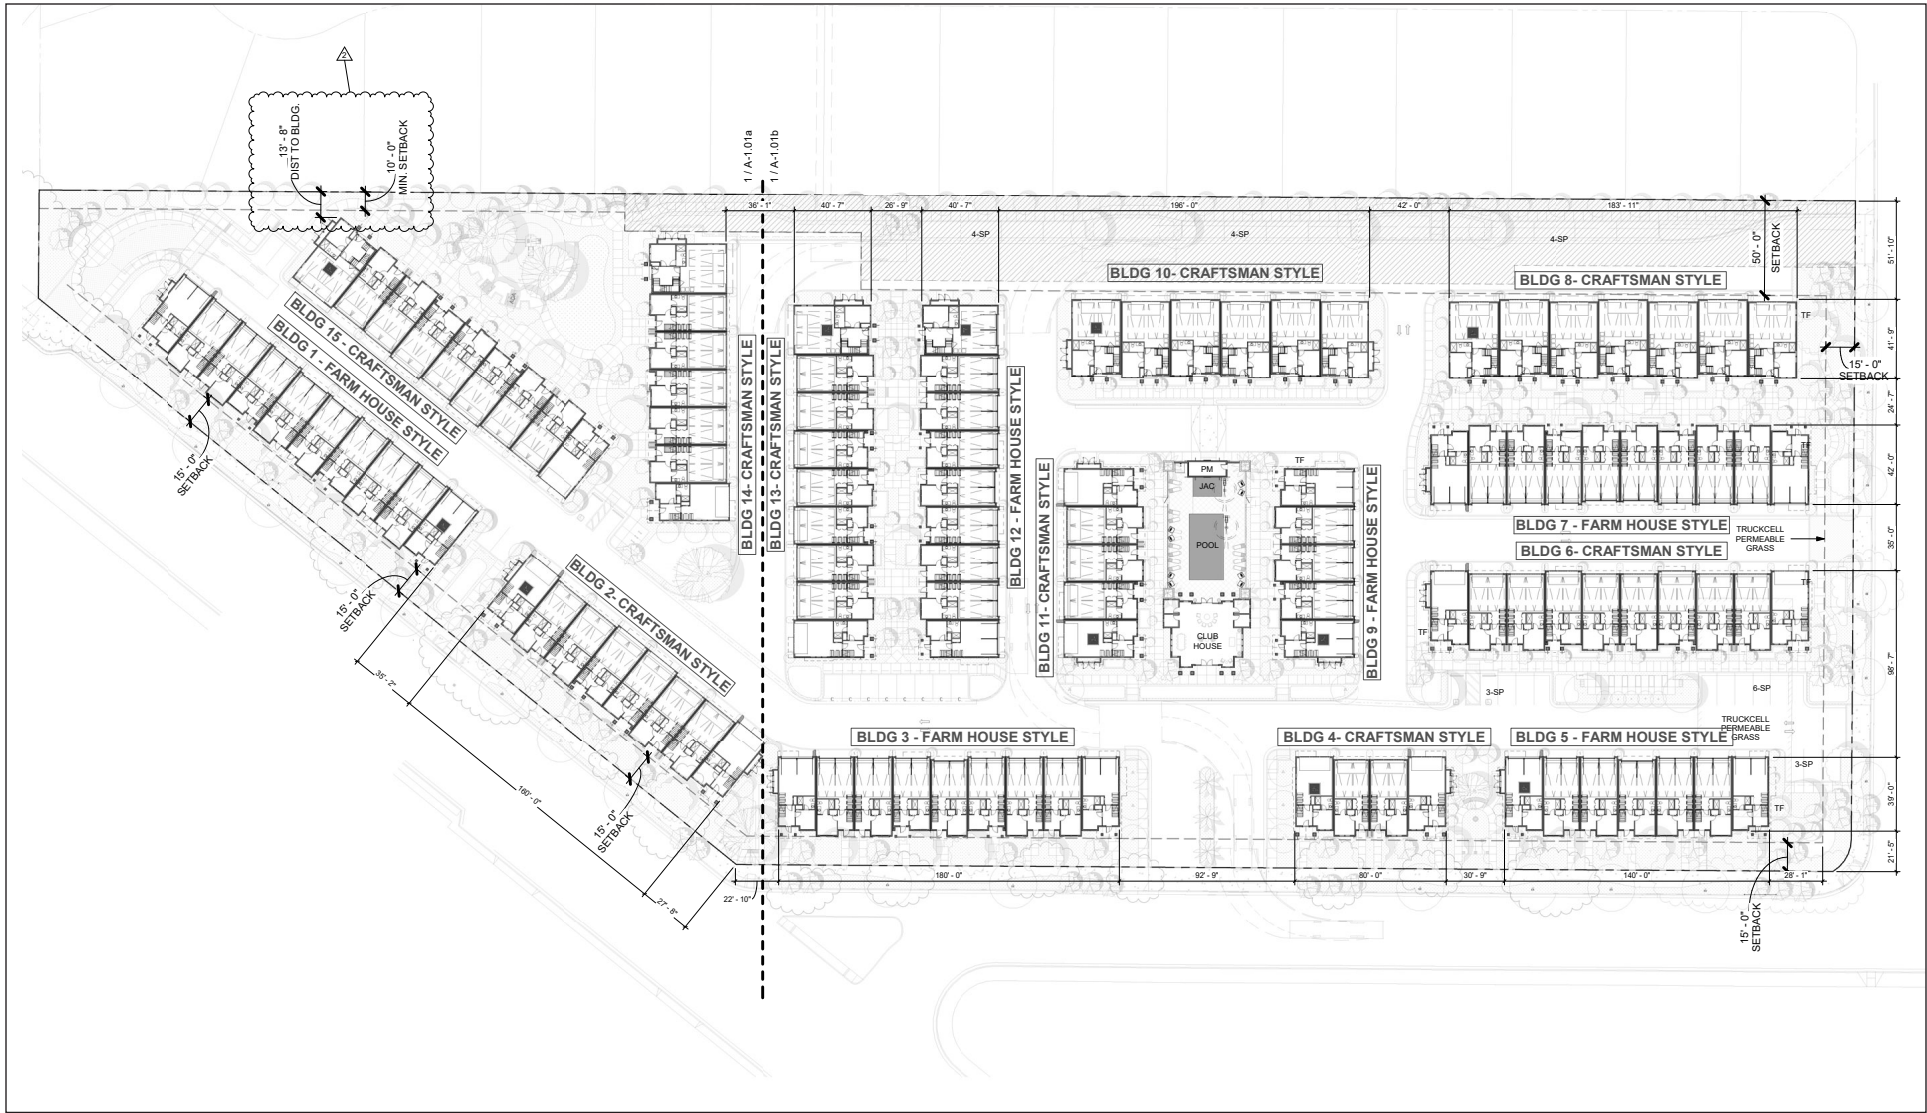 2
13' - 8"
DIST TO BLDG.
10' - 0"
MIN. SETBACK
1 / A-1.01a
1 / A-1.01b
36' - 1"
40' - 7"
26' - 9"
40' - 7"
196' - 0"
42' - 0"
183' - 11"
4-SP
4-SP
4-SP
50' - 0"
SETBACK
51' - 10"
BLDG 10- CRAFTSMAN STYLE
BLDG 8- CRAFTSMAN STYLE
TF
41' - 9"
15' - 0"
SETBACK
24' - 7"
BLDG 15 - CRAFTSMAN STYLE
BLDG 1 - FARM HOUSE STYLE
BLDG 14- CRAFTSMAN STYLE
BLDG 13- CRAFTSMAN STYLE
BLDG 12 - FARM HOUSE STYLE
BLDG 11- CRAFTSMAN STYLE
BLDG 9 - FARM HOUSE STYLE
15' - 0"
SETBACK
TF
PM
JAC
POOL
CLUB
HOUSE
TF
42' - 0"
BLDG 7 - FARM HOUSE STYLE
TRUCKCELL
PERMEABLE
GRASS
35' - 0"
BLDG 6- CRAFTSMAN STYLE
TF
TF
15' - 0"
SETBACK
BLDG 2- CRAFTSMAN STYLE
98' - 7"
3-SP
6-SP
35' - 2"
160' - 0"
15' - 0"
SETBACK
27' - 8"
TRUCKCELL
PERMEABLE
GRASS
BLDG 3 - FARM HOUSE STYLE
BLDG 4- CRAFTSMAN STYLE
BLDG 5 - FARM HOUSE STYLE
3-SP
TF
39' - 0"
21' - 5"
22' - 10"
180' - 0"
92' - 9"
80' - 0"
30' - 9"
140' - 0"
28' - 1"
15' - 0"
SETBACK